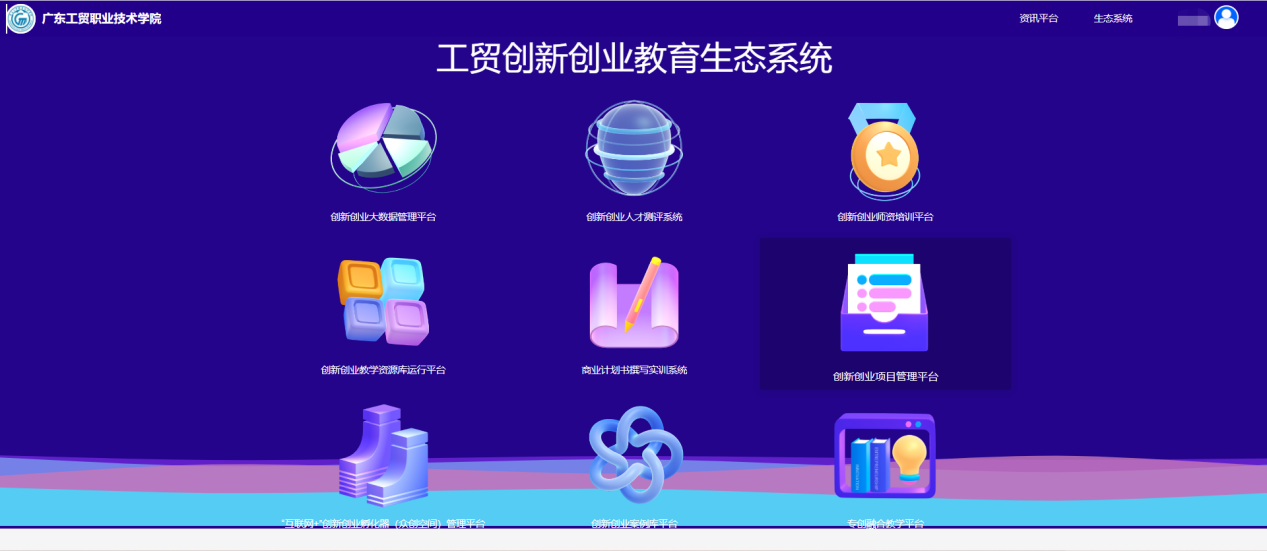 广东工贸职业技术学院
资讯平台
生态系统
工贸创新创业教育生态系统
创新创业大数据管理平台
创新创业人才测评系统
创新创业师资培训平台
创新创业教学资源库运行平台
商业计划书撰写实训系统
创新创业项目管理平台
"互联网+"创新创业孵化器（众创空间）管理平台
创新创业案例库平台
专创融合教学平台